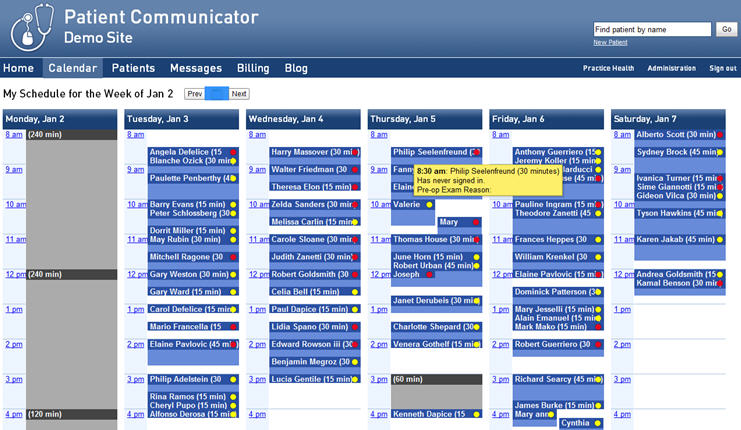 Patient Communicator
Demo Site
Find patient by name
Go
New Patient
Home Calendar Patients Messages Billing Blog
Practice Health Administration Sign out
My Schedule for the Week of Jan 2
Prev Next
Monday, Jan 2
8 am (240 min)
9 am
10 am
11 am
12 pm (240 min)
1 pm
2 pm
3 pm
4 pm (120 min)
Tuesday, Jan 3
8 am
Angela Defelice (15
Blanche Ozick (30 min)
9 am
Paulette Penberthy (4
10 am
Barry Evans (15 min)
Peter Schlossberg (30
Dorrit Miller (15 min)
11 am
May Rubin (30 min)
Mitchell Ragone (30
12 pm
Gary Weston (30 min)
Gary Ward (15 min)
1 pm
Carol Defelice (15 min)
Mario Francella (15
2 pm
Elaine Pavlovic (45 min)
3 pm
Philip Adelstein (30
Rina Ramos (15 min)
Cheryl Pupo (15 min)
4 pm
Alfonso Derosa (15 min)
Wednesday, Jan 4
8 am
Harry Massover (30 min)
9 am
Walter Friedman (30
Theresa Elon (15 min)
10 am
Zelda Sanders (30 min)
Melissa Carlin (15 min)
11 am
Carole Sloane (30 min)
Judith Zanetti (30 min)
12 pm
Robert Goldsmith (30
Celia Bell (15 min)
1 pm
Paul Dapice (15 min)
Lidia Spano (30 min)
2 pm
Edward Rowson iii (30
Benjamin Megroz (30
3 pm
Lucia Gentile (15 min)
4 pm
Thursday, Jan 5
8 am
Philip Seelenfreund (3
8:30 am: Philip Seelenfreund (30 minutes)
Has never signed in.
Pre-op Exam Reason:
9 am
Fann
Elain
10 am
Valerie
Mary
11 am
Thomas House (30 min)
June Horn (15 min)
Robert Urban (45 min)
12 pm
Joseph
Janet Derubeis (30 min)
1 pm
Charlotte Shepard (30
2 pm
Venera Gothelf (15 min)
3 pm
(60 min)
4 pm
Kenneth Dapice (15
Friday, Jan 6
8 am
Anthony Guerriero (15
Jeremy Koller (15 min)
larducci
9 am
se (45 min)
10 am
Pauline Ingram (15 min)
Theodore Zanetti (45
11 am
Frances Heppes (30
William Krenkel (30
12 pm
Elaine Pavlovic (15 min)
Dominick Patterson (30
1 pm
Mary Jesselli (15 min)
Alain Emanuel (15 min)
Mark Mako (15 min)
2 pm
Robert Guerriero (30
3 pm
Richard Searcy (45 min)
James Burke (15 min)
4 pm
Mary ann
Cynthia
Saturday, Jan 7
8 am
Alberto Scott (30 min)
Sydney Brock (45 min)
9 am
Ivanica Turner (15 min)
Sime Giannotti (15 min)
Gideon Vilca (30 min)
10 am
Tyson Hawkins (45 min)
11 am
Karen Jakab (45 min)
12 pm
Andrea Goldsmith (15
Kamal Benson (30 min)
1 pm
2 pm
3 pm
4 pm